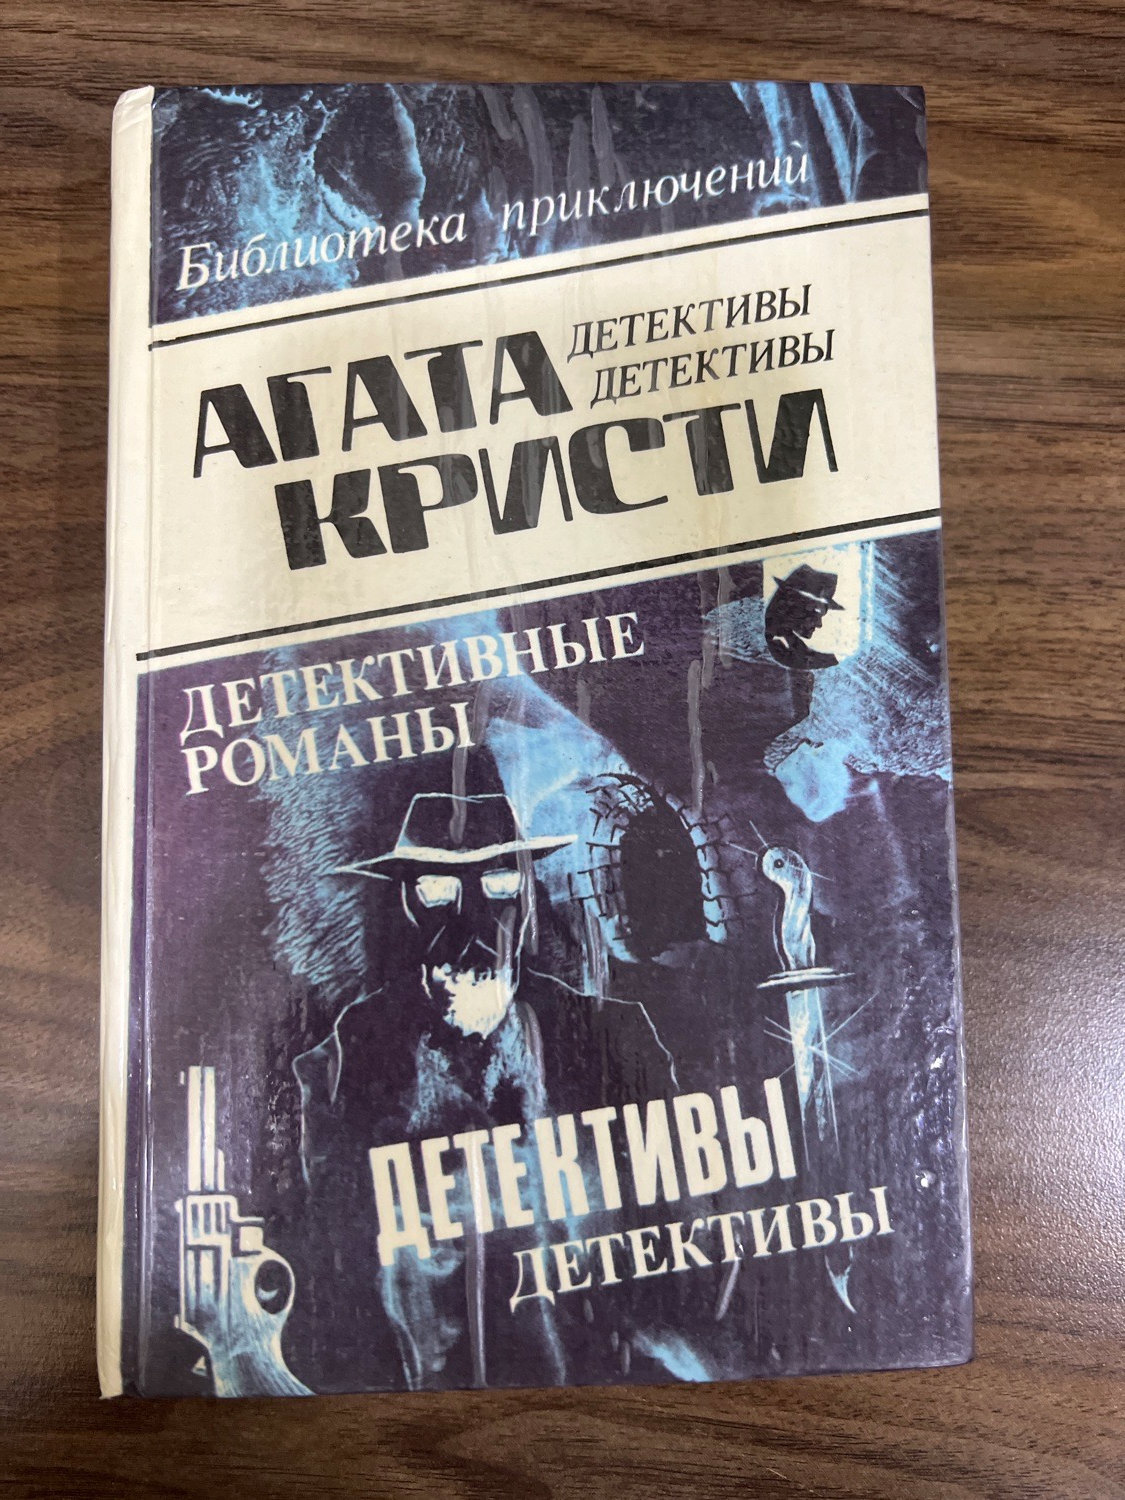 Библиотека приключений
АГАТА
ДЕТЕКТИВЫ
ДЕТЕКТИВЫ
КРИСТИ
ДЕТЕКТИВНЫЕ
РОМАНЫ
ДЕТЕКТИВЫ
ДЕТЕКТИВЫ